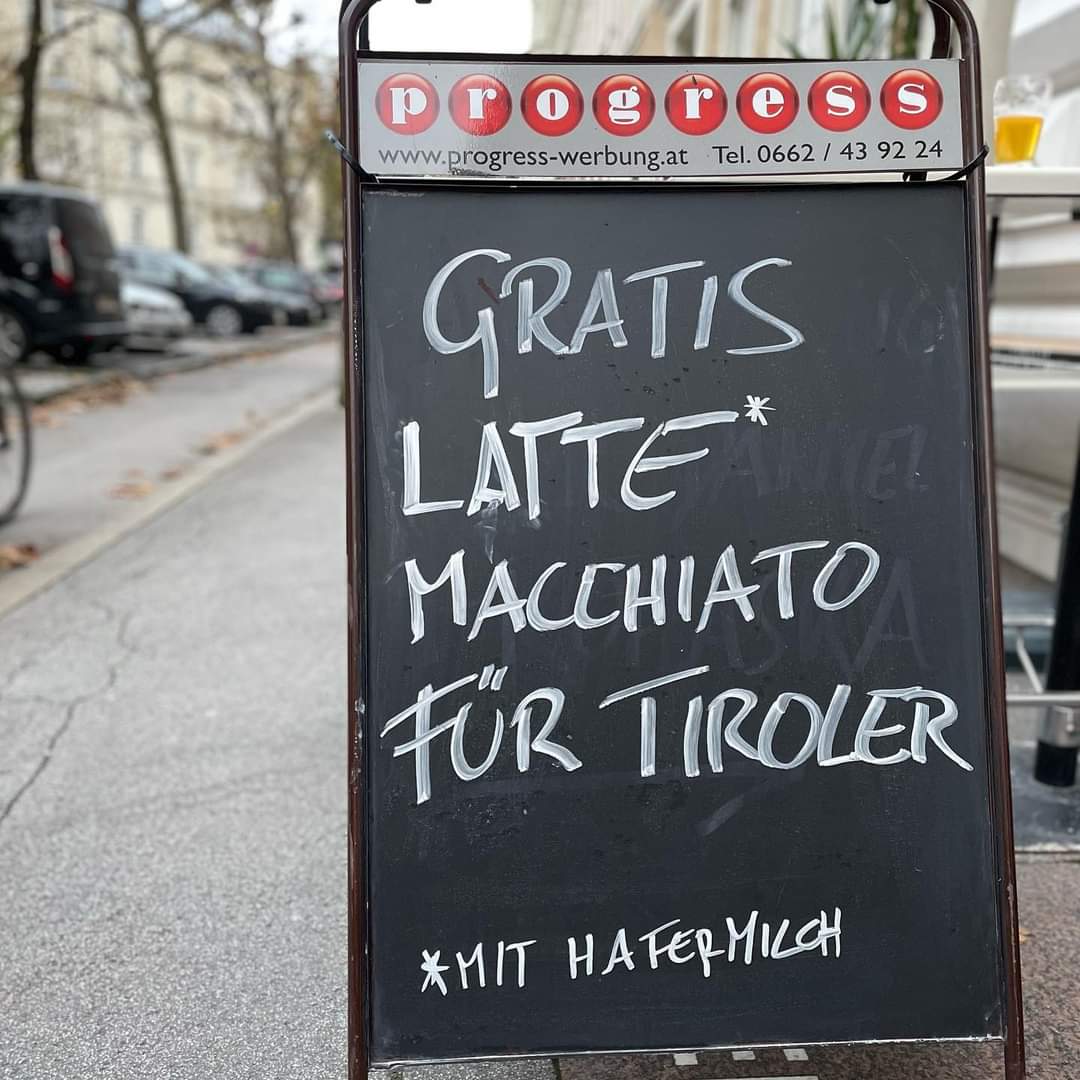 progress
www.progress-werbung.at Tel. 0662 / 43 92 24
GRATIS
LATTE*
MACCHIATO
FÜR TIROLER
*MIT HAFERMILCH